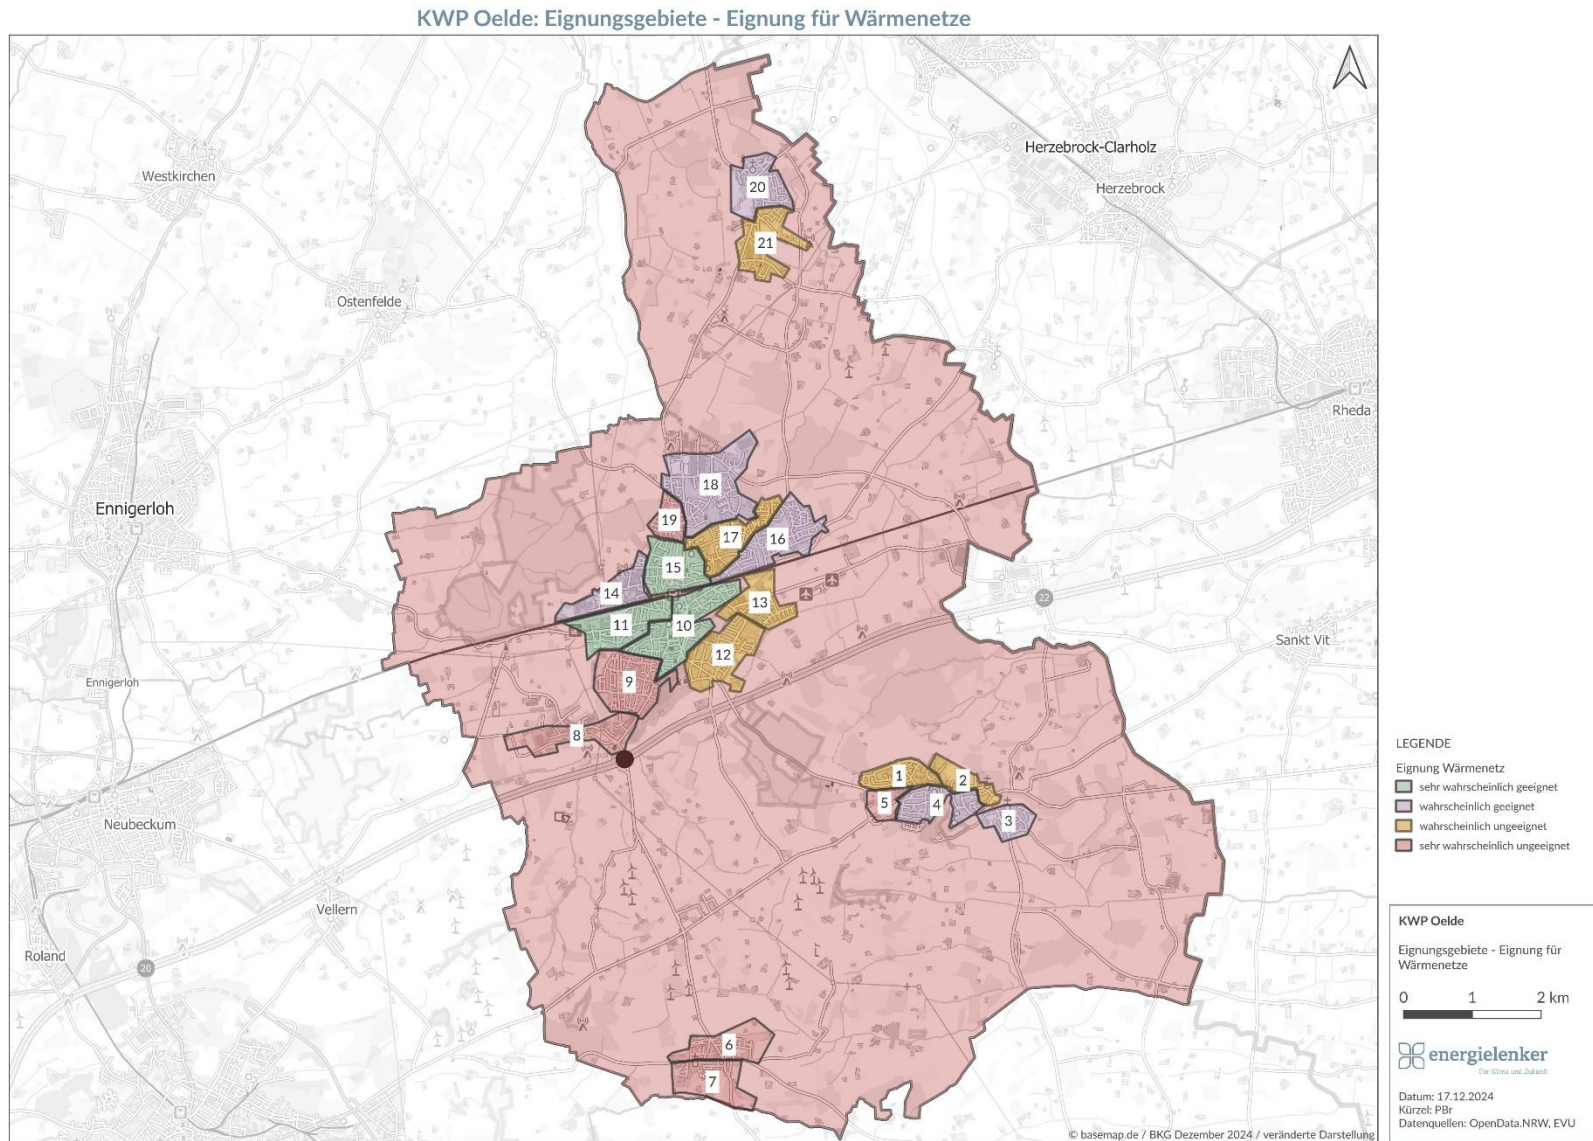 KWP Oelde: Eignungsgebiete - Eignung für Wärmenetze
Herzebrock-Clarholz
Westkirchen
20
Herzebrock
21
Ostenfelde
Rheda
18
Ennigerloh
19
17
16
15
14
13
22
11
10
Sankt Vit
12
Ennigerloh
9
8
1
2
5
4
3
Neubeckum
Vellern
Roland
20
6
7
© basemap.de / BKG Dezember 2024 / veränderte Darstellung
LEGENDE
Eignung Wärmenetz
sehr wahrscheinlich geeignet
wahrscheinlich geeignet
wahrscheinlich ungeeignet
sehr wahrscheinlich ungeeignet
KWP Oelde
Eignungsgebiete - Eignung für
Wärmenetze
0 1 2 km
energielenker
Für Klima und Zukunft
Datum: 17.12.2024
Kürzel: PBr
Datenquellen: OpenData.NRW, EVU